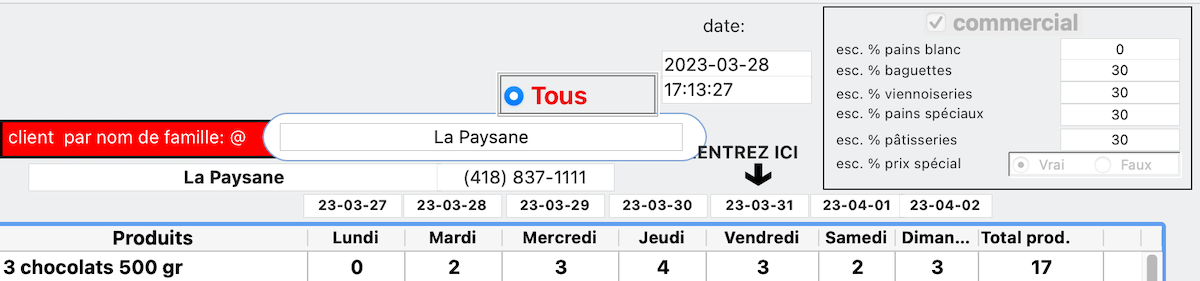 date:
commercial
esc. % pains blanc 0
2023-03-28
esc. % baguettes 30
17:13:27
Tous
esc. % viennoiseries 30
esc. % pains spéciaux 30
client par nom de famille: @ La Paysane
esc. % pâtisseries 30
ENTREZ ICI
esc. % prix spécial Vrai Faux
La Paysane (418) 837-1111
23-03-27 23-03-28 23-03-29 23-03-30 23-03-31 23-04-01 23-04-02
Produits Lundi Mardi Mercredi Jeudi Vendredi Samedi Diman... Total prod.
3 chocolats 500 gr 0 2 3 4 3 2 3 17